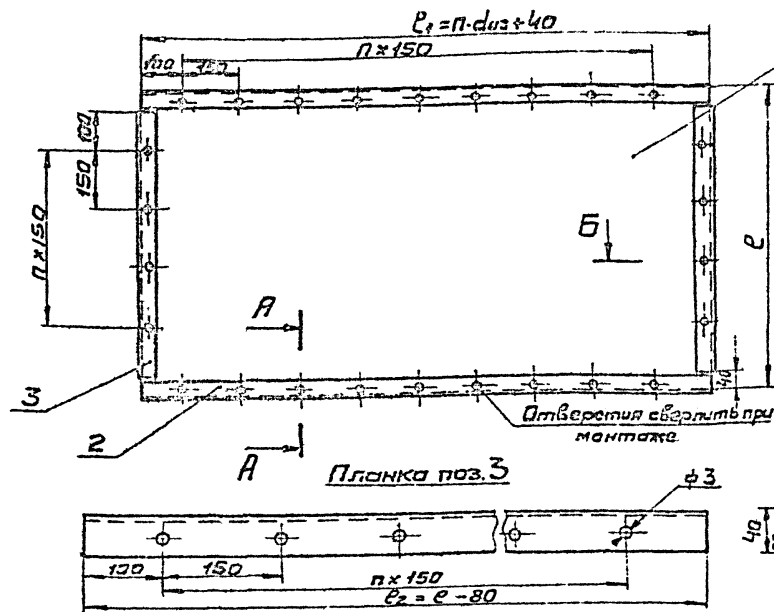 ℓ₁ = п·dиз + 40
п × 150
100 150
100
150
п × 150
Б
ℓ
А
3
2
А
40
Отверстия сверлить при
монтаже
Планка поз. 3
ф3
40
100 150
п × 150
ℓ₂ = ℓ - 80